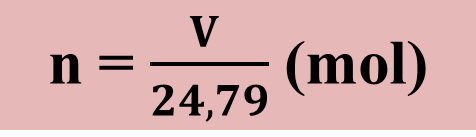 n = V/24,79 (mol)